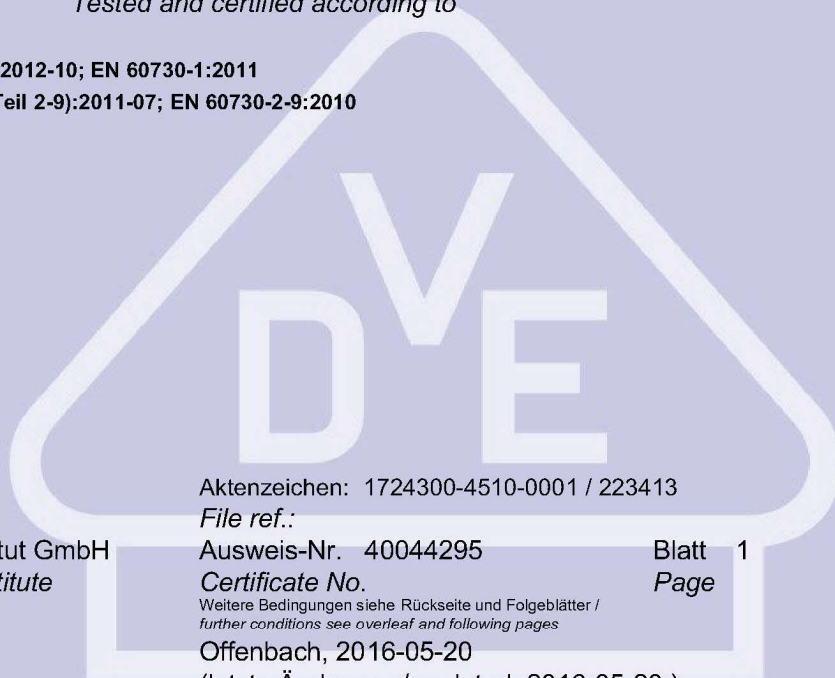 Tested and certified according to
2012-10; EN 60730-1:2011
Teil 2-9):2011-07; EN 60730-2-9:2010
DVE
Aktenzeichen: 1724300-4510-0001 / 223413
File ref.:
tut GmbH Ausweis-Nr. 40044295 Blatt 1
titute Certificate No. Page
Weitere Bedingungen siehe Rückseite und Folgeblätter /
further conditions see overleaf and following pages
Offenbach, 2016-05-20